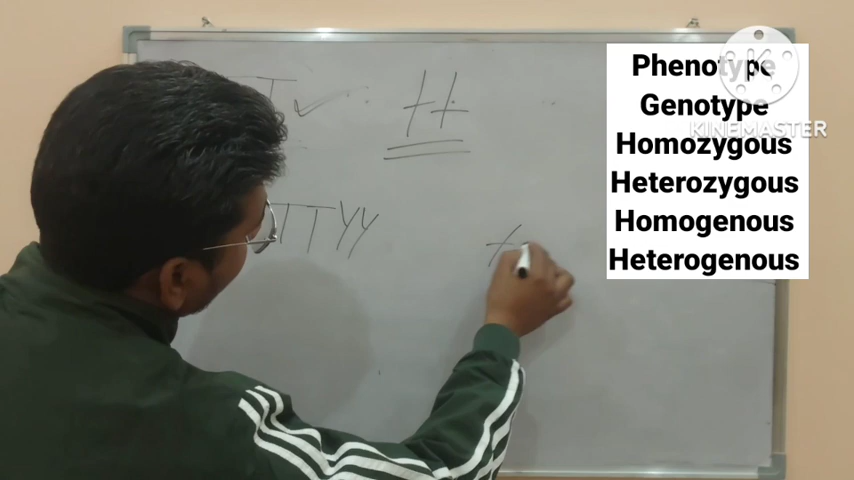 T tt
TTYY
t
Phenotype
Genotype
Homozygous
Heterozygous
Homogenous
Heterogenous
KINEMASTER